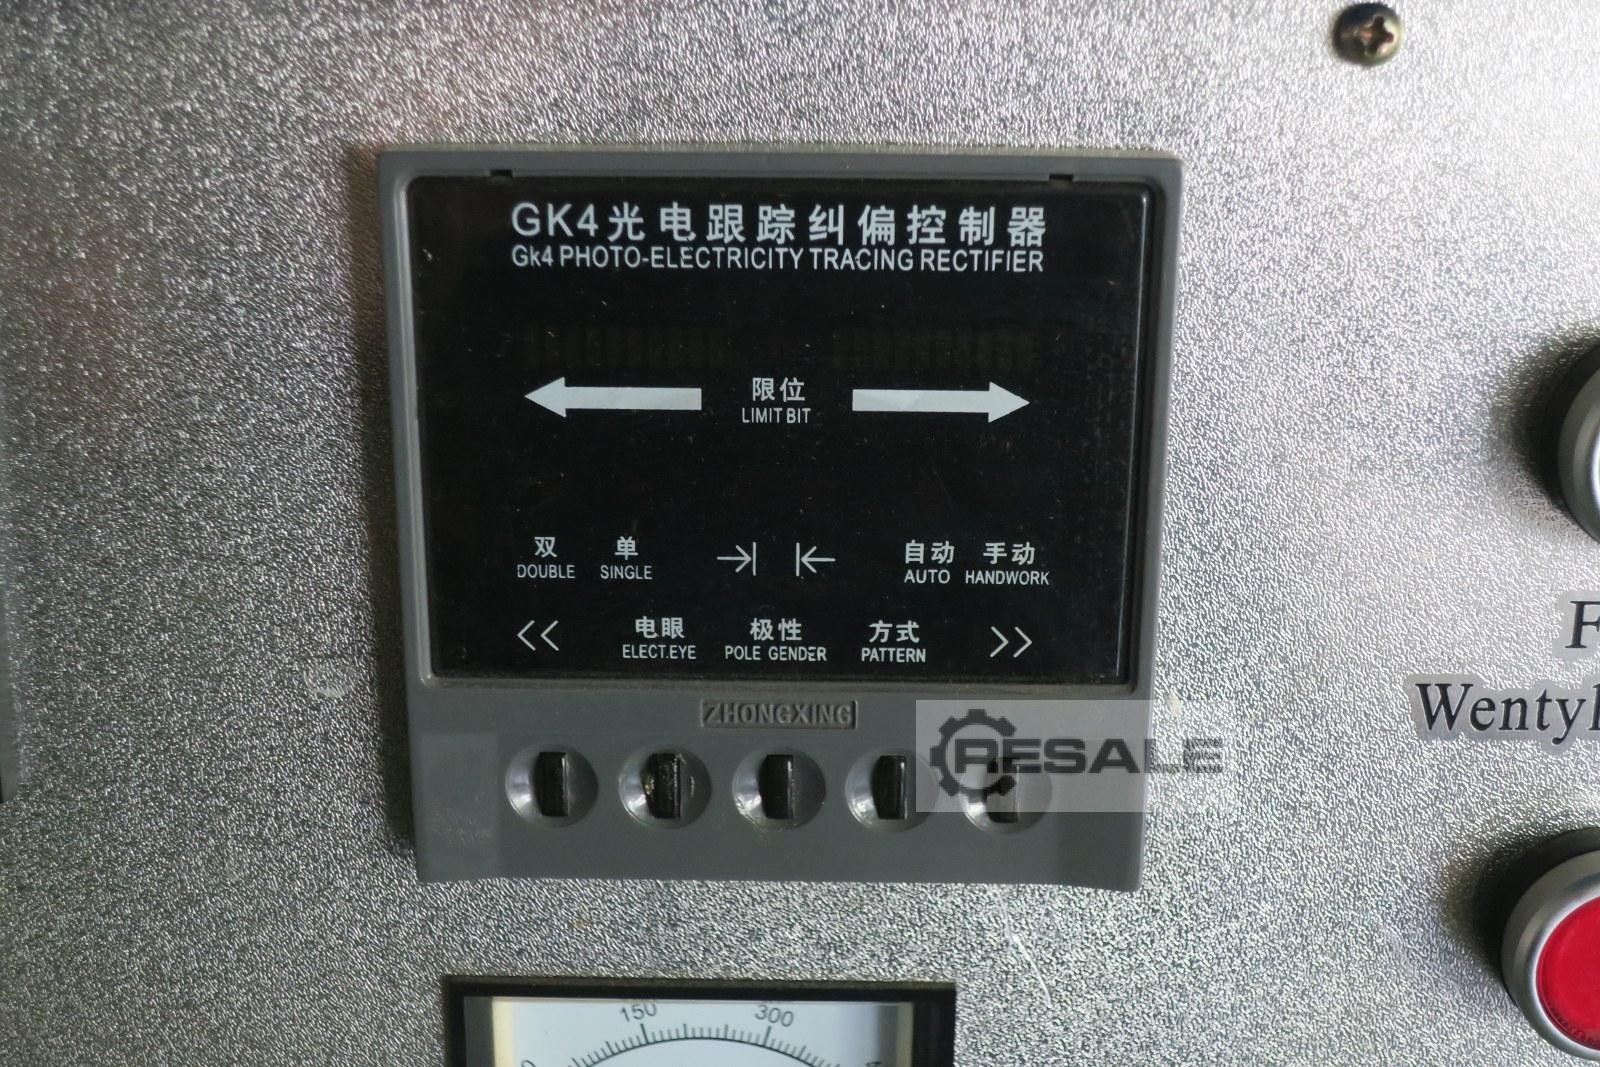 GK4光电跟踪纠偏控制器
Gk4 PHOTO-ELECTRICITY TRACING RECTIFIER
限位
LIMIT BIT
双 单 自动 手动
DOUBLE SINGLE AUTO HANDWORK
<< 电眼 极性 方式 >>
ELECT.EYE POLE GENDER PATTERN
ZHONGXING
RESALE
F
Wentyl
150 300
0